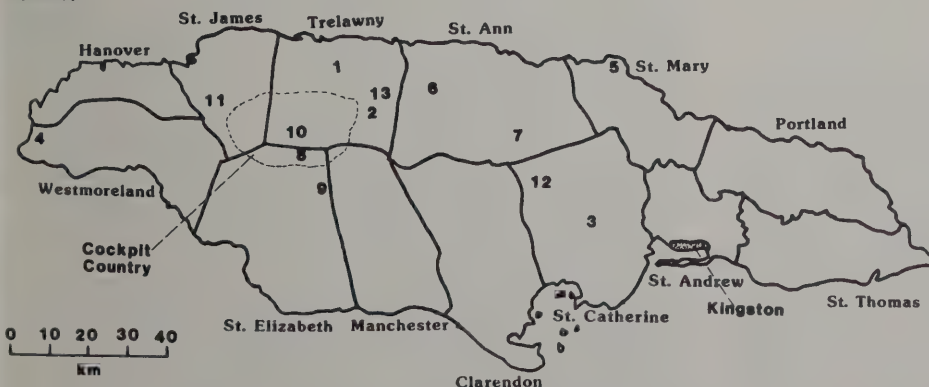 St. James
Trelawny
St. Ann
Hanover
1
5
St. Mary
11
13
6
2
4
10
7
Portland
8
12
9
Westmoreland
3
Cockpit
Country
St. Andrew
St. Elizabeth
Manchester
St. Catherine
Kingston
St. Thomas
0 10 20 30 40
km
Clarendon